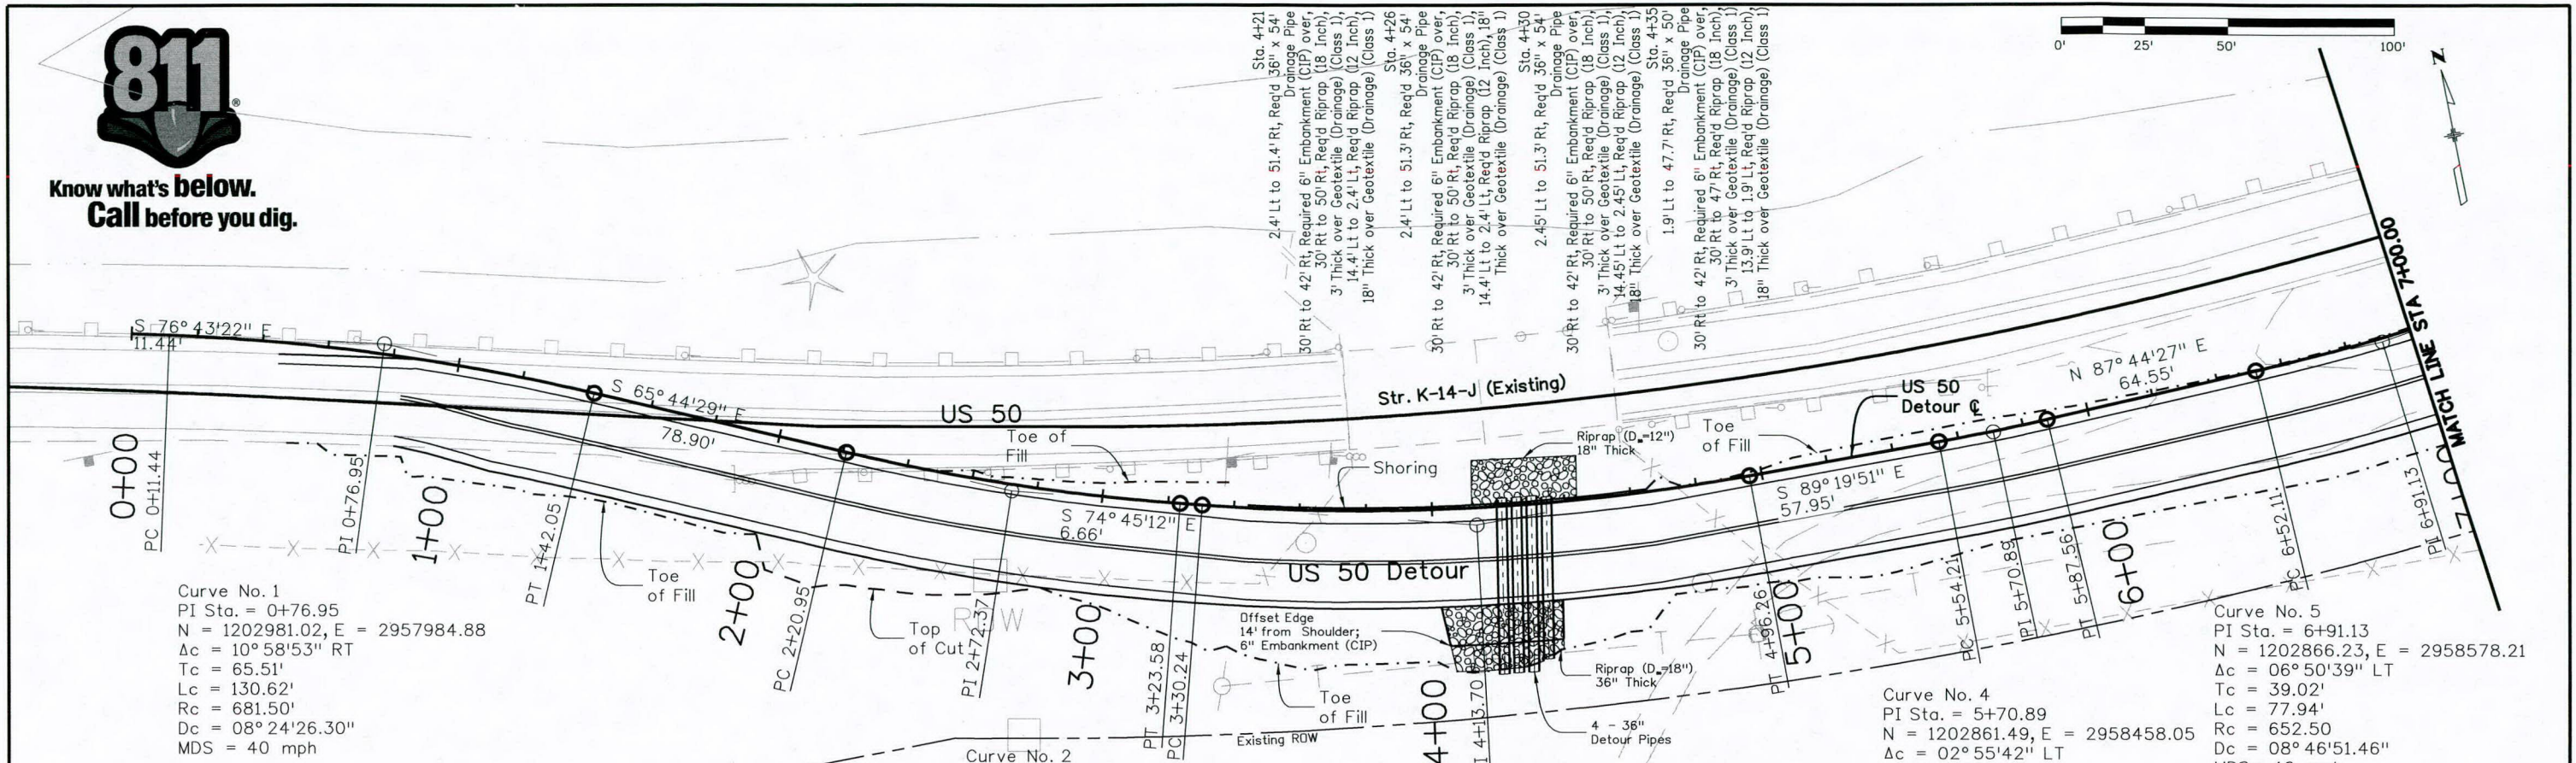 811
®
Know what's below.
Call before you dig.
Sta. 4+21
2.4' Lt to 51.4' Rt, Req'd 36" x 54'
Drainage Pipe
30' Rt to 42' Rt, Required 6" Embankment (CIP) over,
30' Rt to 50' Rt, Req'd Riprap (18 Inch),
3' Thick over Geotextile (Drainage) (Class 1),
14.4' Lt to 2.4' Lt, Req'd Riprap (12 Inch),
18" Thick over Geotextile (Drainage) (Class 1)
Sta. 4+26
2.4' Lt to 51.3' Rt, Req'd 36" x 54'
Drainage Pipe
30' Rt to 42' Rt, Required 6" Embankment (CIP) over,
30' Rt to 50' Rt, Req'd Riprap (18 Inch),
3' Thick over Geotextile (Drainage) (Class 1),
14.4' Lt to 2.4' Lt, Req'd Riprap (12 Inch), 18"
Thick over Geotextile (Drainage) (Class 1)
Sta. 4+30
2.45' Lt to 51.3' Rt, Req'd 36" x 54'
Drainage Pipe
30' Rt to 42' Rt, Required 6" Embankment (CIP) over,
30' Rt to 50' Rt, Req'd Riprap (18 Inch),
3' Thick over Geotextile (Drainage) (Class 1),
14.45' Lt to 2.45' Lt, Req'd Riprap (12 Inch),
18" Thick over Geotextile (Drainage) (Class 1)
Sta. 4+35
1.9' Lt to 47.7' Rt, Req'd 36" x 50'
Drainage Pipe
30' Rt to 42' Rt, Required 6" Embankment (CIP) over,
30' Rt to 47' Rt, Req'd Riprap (18 Inch),
3' Thick over Geotextile (Drainage) (Class 1)
13.9' Lt to 1.9' Lt, Req'd Riprap (12 Inch),
18" Thick over Geotextile (Drainage) (Class 1)
0' 25' 50' 100'
N
MATCH LINE STA 7+00.00
S 76° 43'22" E
11.44'
S 65° 44'29" E
78.90'
US 50
Toe of
Fill
Str. K-14-J (Existing)
Shoring
Riprap (D =12")
18" Thick
Toe
of Fill
US 50
Detour ℄
N 87° 44'27" E
64.55'
S 74° 45'12" E
6.66'
S 89° 19'51" E
57.95'
US 50 Detour
0+00
PC 0+11.44
PI 0+76.95
1+00
PT 1+42.05
2+00
PC 2+20.95
PI 2+72.37
3+00
PT 3+23.58
PC 3+30.24
4+00
PI 4+13.70
PT 4+96.26
5+00
PC 5+54.21
PI 5+70.89
PT 5+87.56
6+00
PC 6+52.11
PI 6+91.13
Toe
of Fill
Top
of Cut
ROW
Offset Edge
14' from Shoulder;
6" Embankment (CIP)
Toe
of Fill
Existing ROW
Riprap (D =18")
36" Thick
4 - 36"
Detour Pipes
Curve No. 1
PI Sta. = 0+76.95
N = 1202981.02, E = 2957984.88
Δc = 10° 58'53" RT
Tc = 65.51'
Lc = 130.62'
Rc = 681.50'
Dc = 08° 24'26.30"
MDS = 40 mph
Curve No. 2
Curve No. 4
PI Sta. = 5+70.89
N = 1202861.49, E = 2958458.05
Δc = 02° 55'42" LT
Curve No. 5
PI Sta. = 6+91.13
N = 1202866.23, E = 2958578.21
Δc = 06° 50'39" LT
Tc = 39.02'
Lc = 77.94'
Rc = 652.50
Dc = 08° 46'51.46"